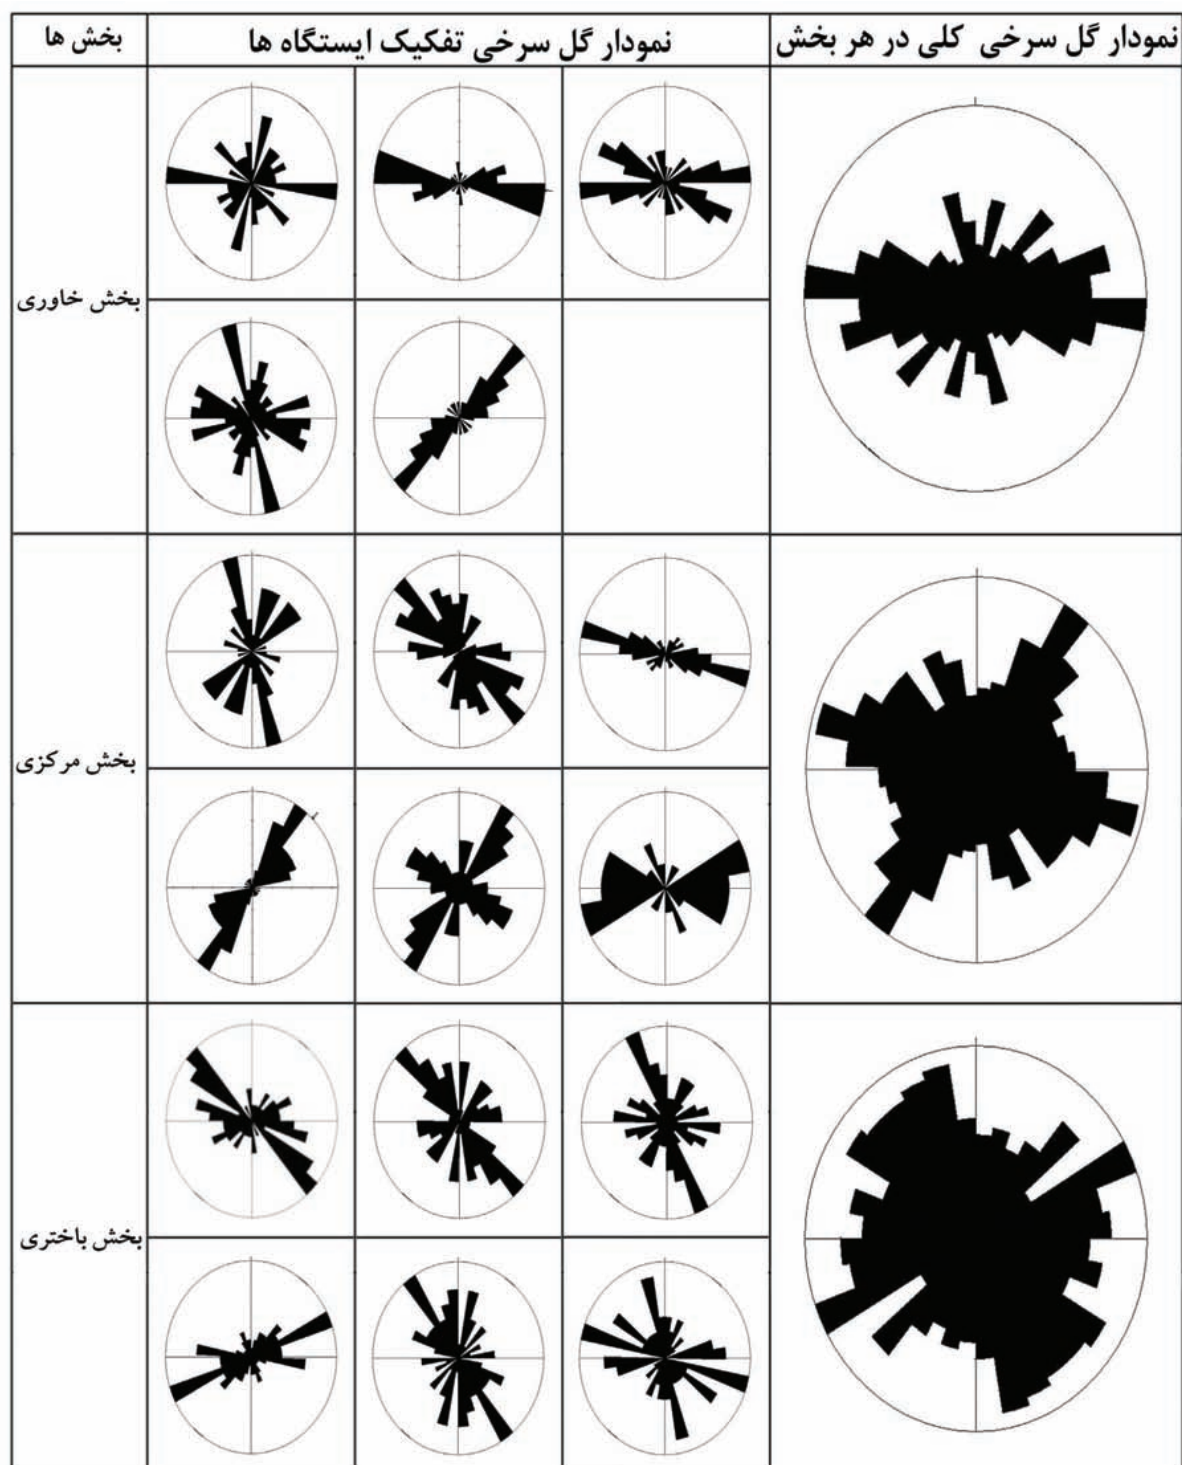 نمودار گل سرخی کلی در هر بخش
نمودار گل سرخی تفکیک ایستگاه ها
بخش ها
بخش خاوری
بخش مرکزی
بخش باختری